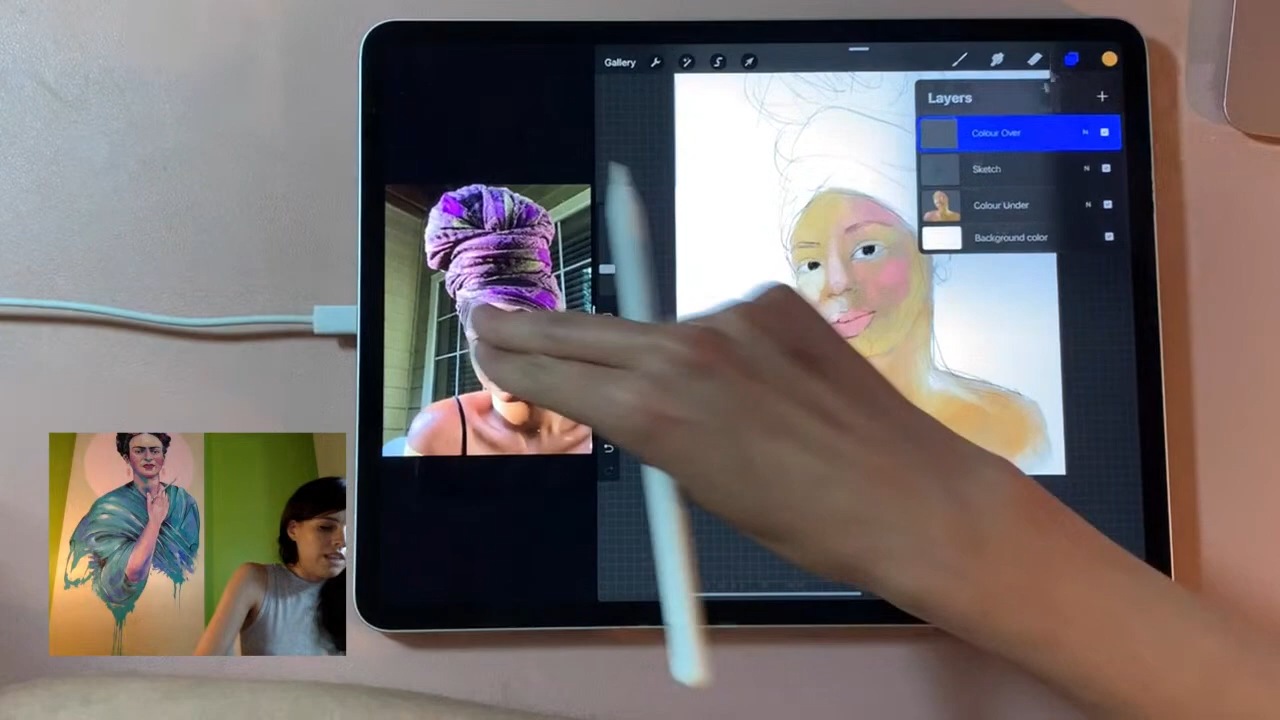 Gallery
Layers
Colour Over N
Sketch N
Colour Under N
Background color